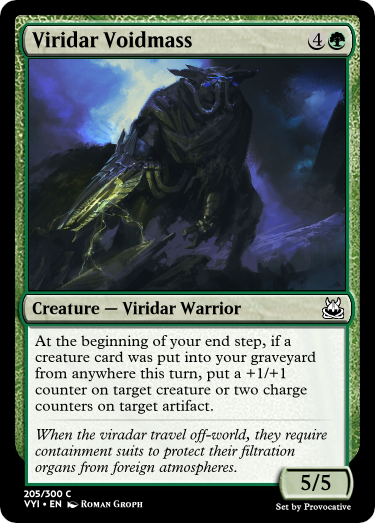 Viridar Voidmass 4
Creature — Viridar Warrior
At the beginning of your end step, if a
creature card was put into your graveyard
from anywhere this turn, put a +1/+1
counter on target creature or two charge
counters on target artifact.
When the viradar travel off-world, they require
containment suits to protect their filtration
organs from foreign atmospheres.
5/5
205/300 C
VYI • EN Roman Groph
Set by Provocative